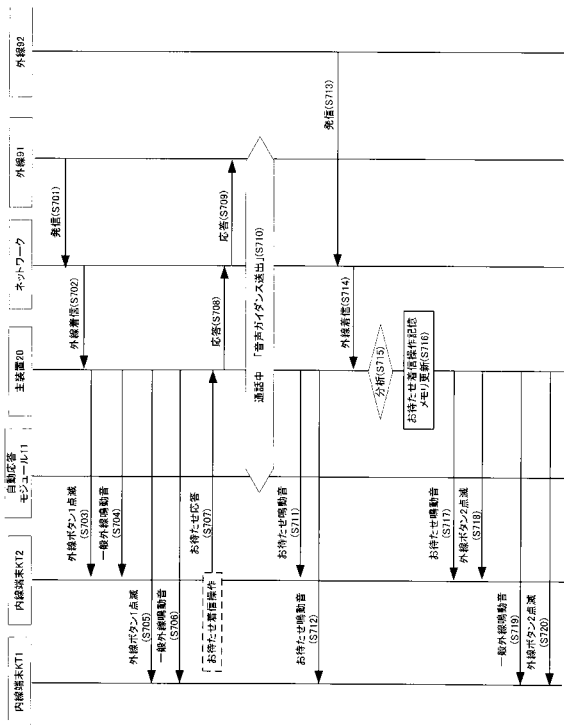 内線端末KT1
内線端末KT2
自動応答
モジュール11
主装置20
ネットワーク
外線91
外線92
発信(S701)
外線着信(S702)
外線ボタン1点滅
(S703)
一般外線鳴動音
(S704)
外線ボタン1点滅
(S705)
一般外線鳴動音
(S706)
お待たせ着信操作
お待たせ応答
(S707)
応答(S708)
応答(S709)
通話中 「音声ガイダンス送出」(S710)
お待たせ鳴動音
(S711)
お待たせ鳴動音
(S712)
発信(S713)
外線着信(S714)
分析(S715)
お待たせ着信操作記憶
メモリ更新(S716)
お待たせ鳴動音
(S717)
外線ボタン2点滅
(S718)
一般外線鳴動音
(S719)
外線ボタン2点滅
(S720)